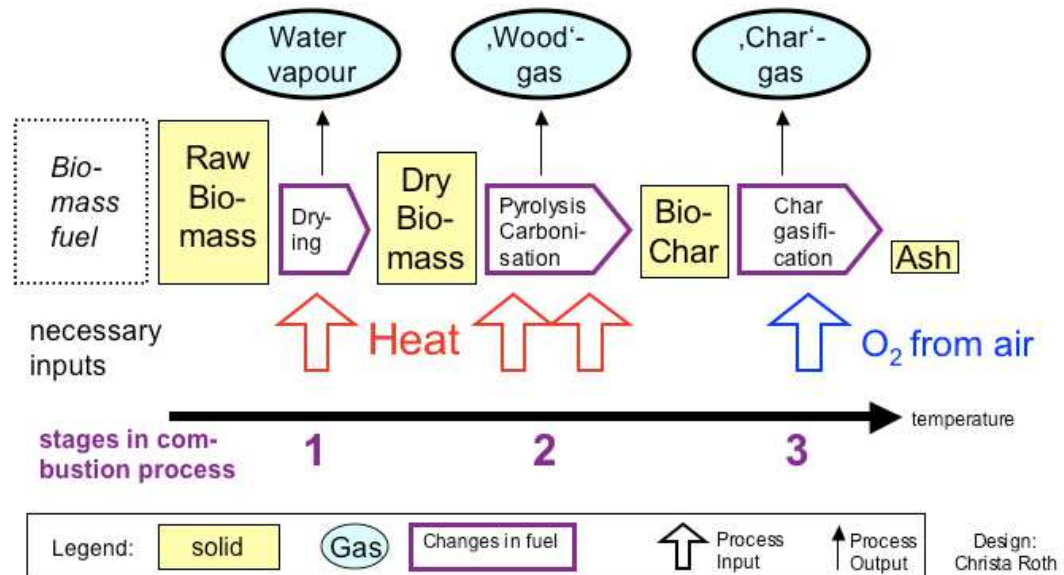 Water
vapour
‚Wood‘-
gas
‚Char‘-
gas
Bio-
mass
fuel
Raw
Bio-
mass
Dry-
ing
Dry
Bio-
mass
Pyrolysis
Carboni-
sation
Bio-
Char
Char
gasifi-
cation
Ash
necessary
inputs
Heat
O₂ from air
temperature
stages in com-
bustion process
1
2
3
Legend:
solid
Gas
Changes in fuel
Process
Input
Process
Output
Design:
Christa Roth